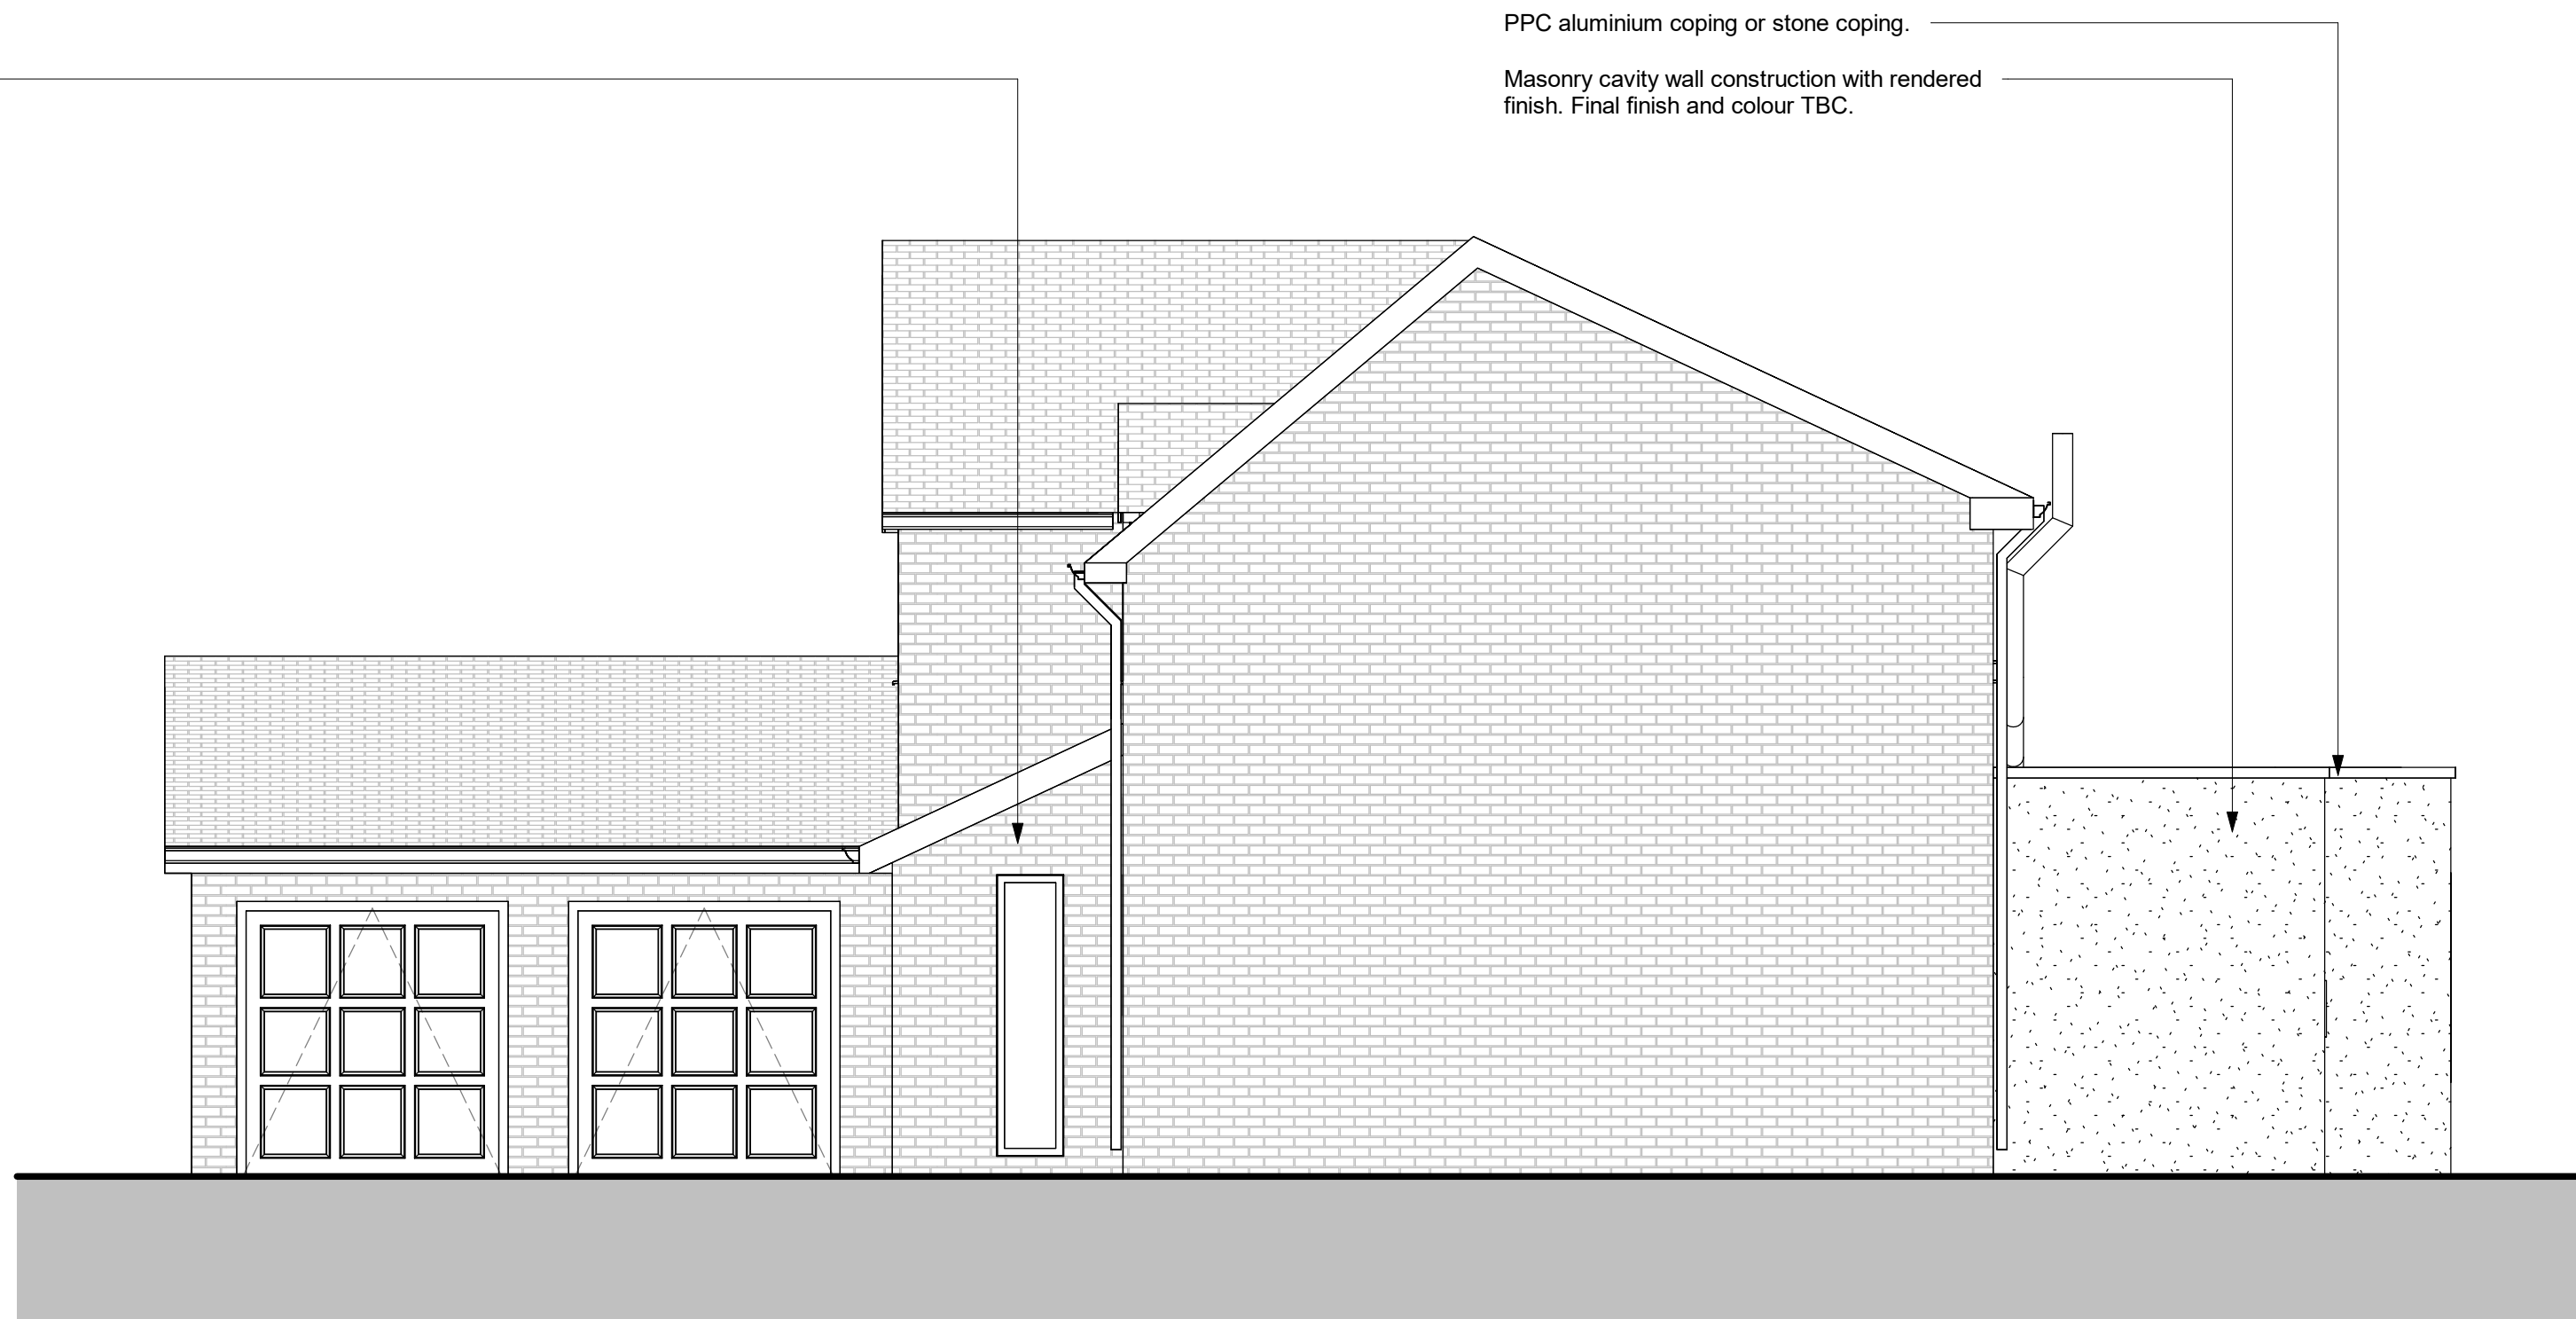 PPC aluminium coping or stone coping.
Masonry cavity wall construction with rendered
finish. Final finish and colour TBC.